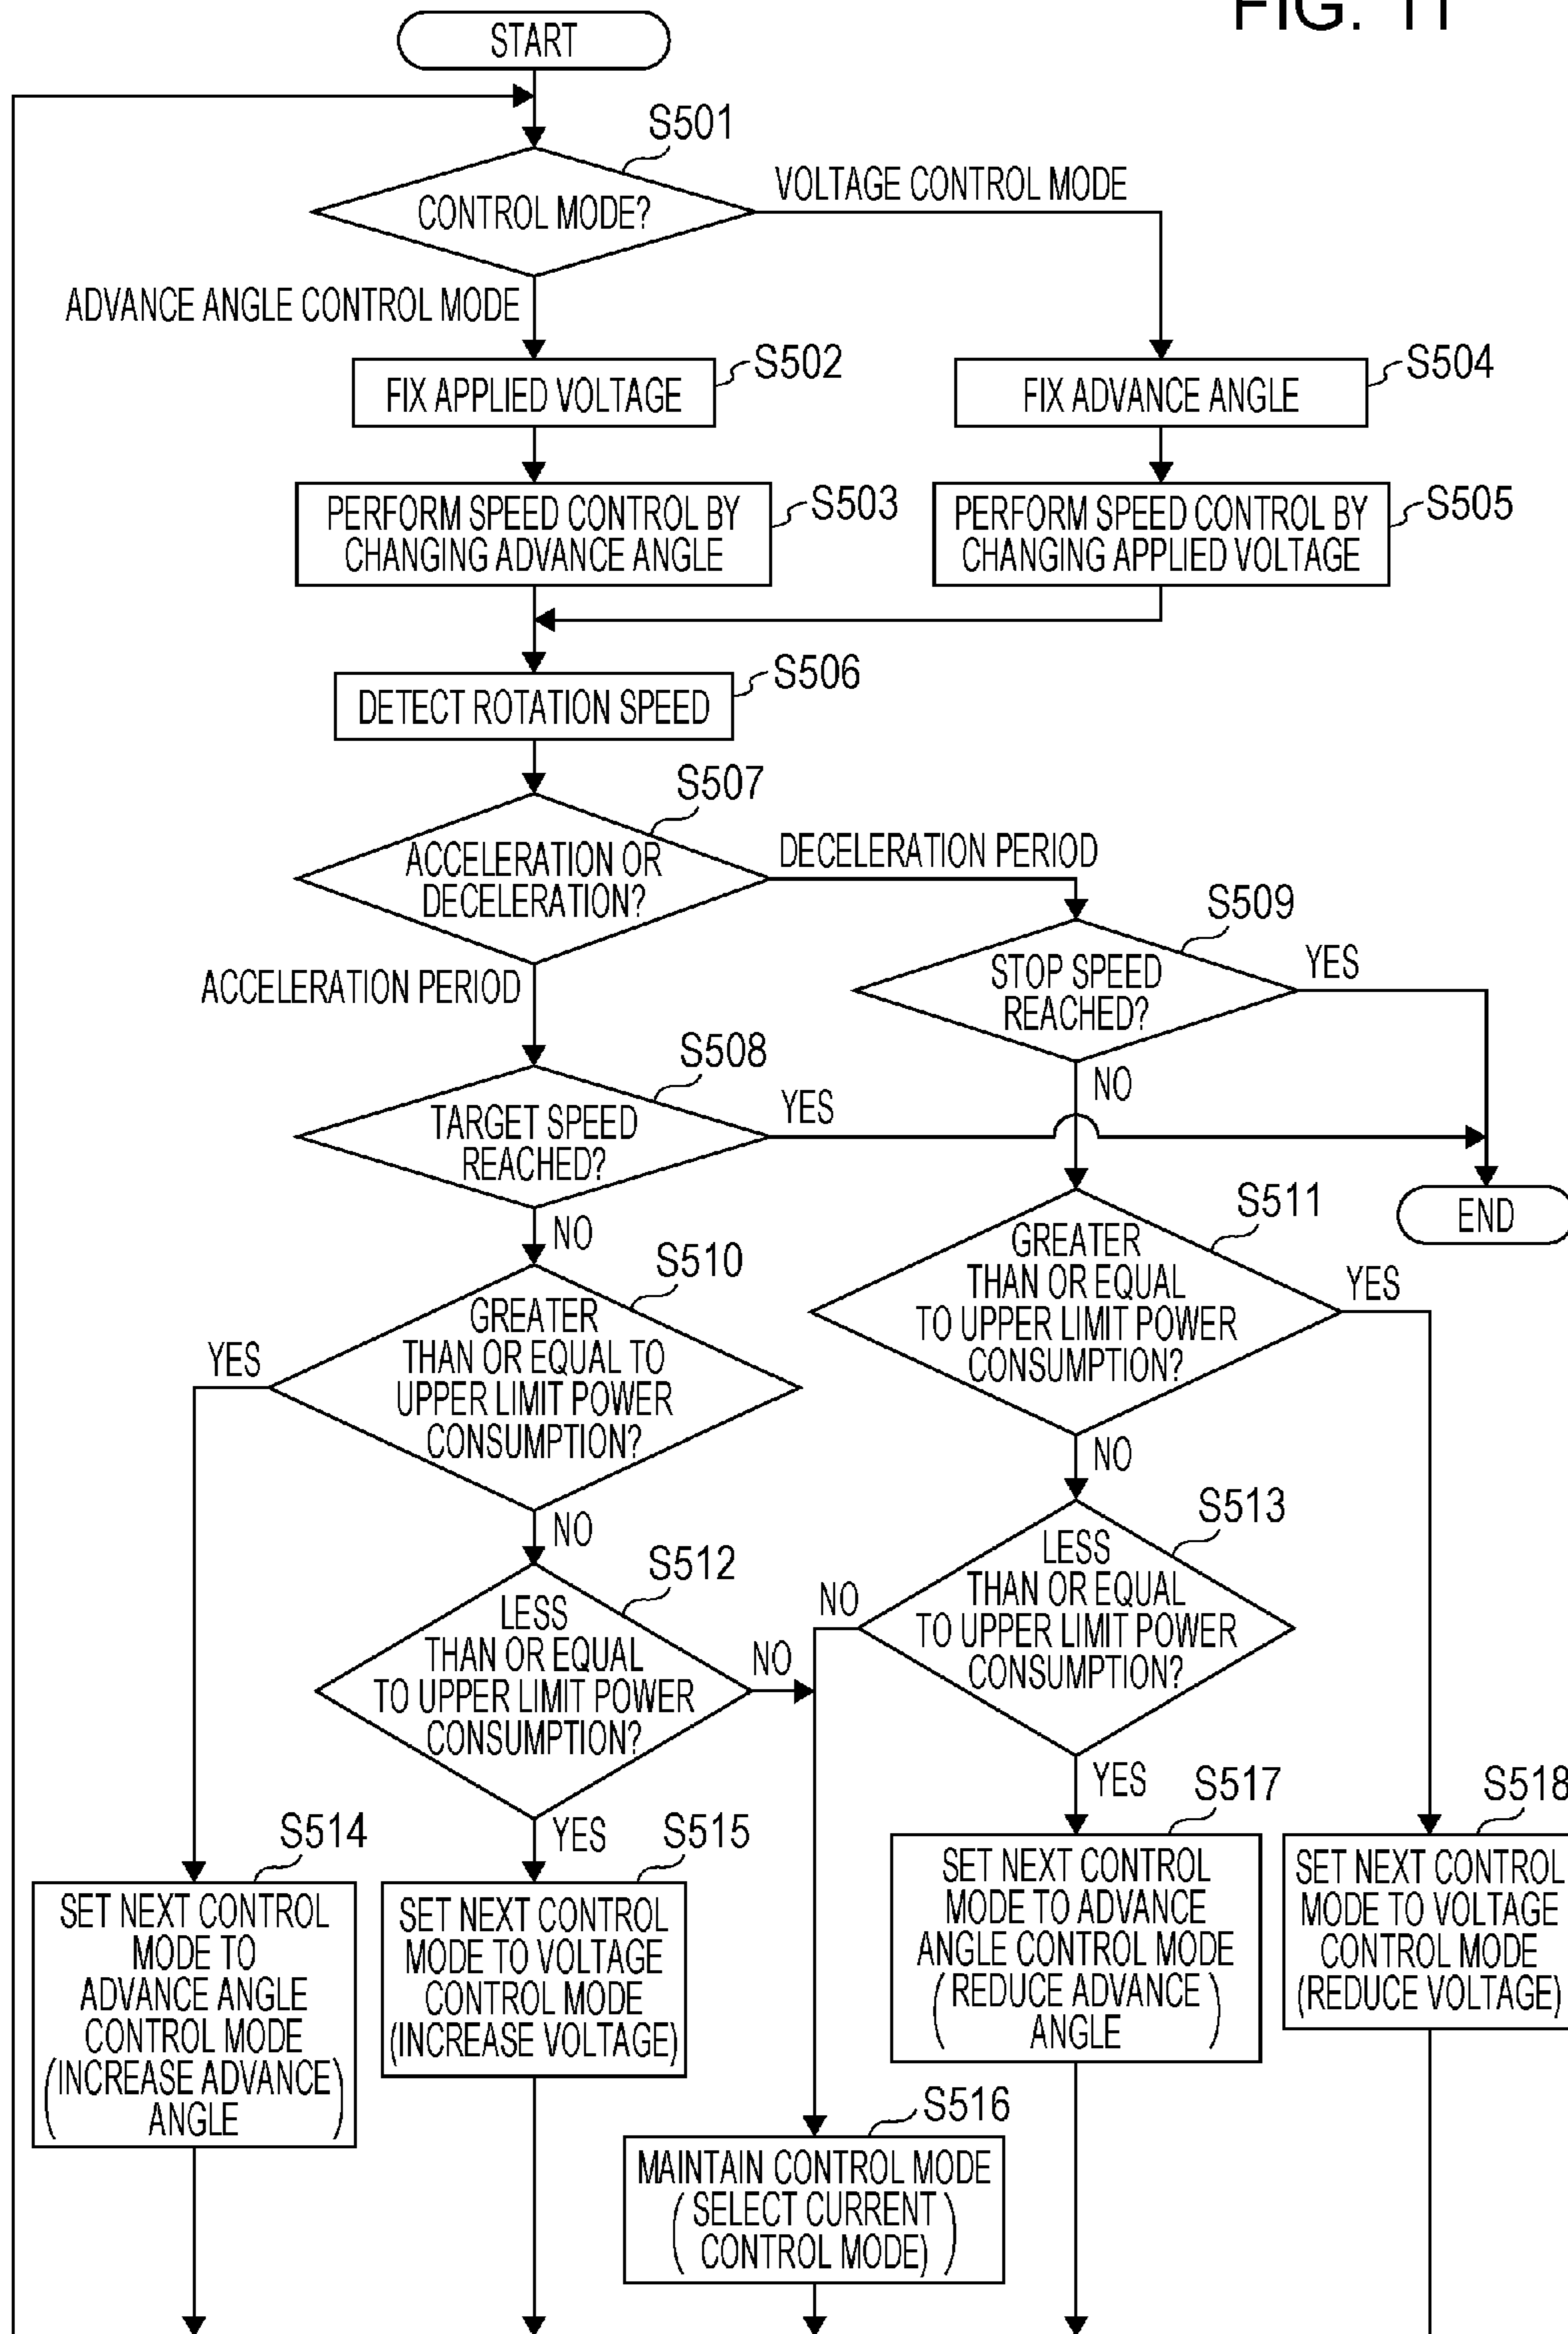 FIG. 11
START
S501
CONTROL MODE?
VOLTAGE CONTROL MODE
ADVANCE ANGLE CONTROL MODE
S502
FIX APPLIED VOLTAGE
S504
FIX ADVANCE ANGLE
S503
PERFORM SPEED CONTROL BY
CHANGING ADVANCE ANGLE
S505
PERFORM SPEED CONTROL BY
CHANGING APPLIED VOLTAGE
S506
DETECT ROTATION SPEED
S507
ACCELERATION OR
DECELERATION?
DECELERATION PERIOD
ACCELERATION PERIOD
S509
STOP SPEED
REACHED?
YES
NO
S508
TARGET SPEED
REACHED?
YES
NO
END
S510
GREATER
THAN OR EQUAL TO
UPPER LIMIT POWER
CONSUMPTION?
YES
NO
S511
GREATER
THAN OR EQUAL
TO UPPER LIMIT POWER
CONSUMPTION?
YES
NO
S512
LESS
THAN OR EQUAL
TO UPPER LIMIT POWER
CONSUMPTION?
NO
YES
S513
LESS
THAN OR EQUAL
TO UPPER LIMIT POWER
CONSUMPTION?
NO
YES
S514
SET NEXT CONTROL
MODE TO
ADVANCE ANGLE
CONTROL MODE
(INCREASE ADVANCE
ANGLE)
S515
SET NEXT CONTROL
MODE TO VOLTAGE
CONTROL MODE
(INCREASE VOLTAGE)
S517
SET NEXT CONTROL
MODE TO ADVANCE
ANGLE CONTROL MODE
(REDUCE ADVANCE
ANGLE)
S518
SET NEXT CONTROL
MODE TO VOLTAGE
CONTROL MODE
(REDUCE VOLTAGE)
S516
MAINTAIN CONTROL MODE
(SELECT CURRENT
CONTROL MODE))